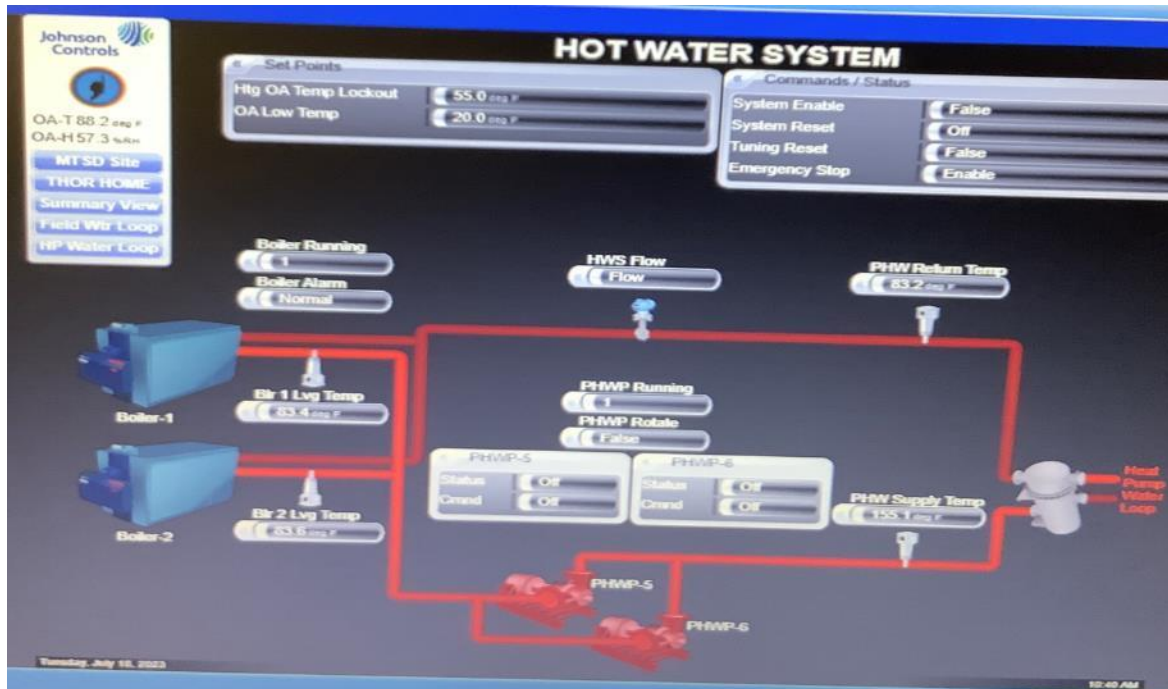 Johnson
Controls
HOT WATER SYSTEM
OA-T 88.2 deg F
OA-H 57.3 %RH
MTSD Site
THOR HOME
Summary View
Field Wtr Loop
HP Water Loop
Set Points
Htg OA Temp Lockout 55.0 deg F
OA Low Temp 20.0 deg F
Commands / Status
System Enable False
System Reset Off
Tuning Reset False
Emergency Stop Enable
Boiler Running
1
Boiler Alarm
Normal
HWS Flow
Flow
PHW Return Temp
83.2 deg F
Boiler-1
Blr 1 Lvg Temp
83.4 deg F
PHWP Running
1
PHWP Rotate
False
Boiler-2
Blr 2 Lvg Temp
83.6 deg F
PHWP-5
Status Off
Cmnd Off
PHWP-6
Status Off
Cmnd Off
PHW Supply Temp
155.1 deg F
Heat
Pump
Water
Loop
PHWP-5
PHWP-6
Tuesday, July 18, 2023
10:40 AM